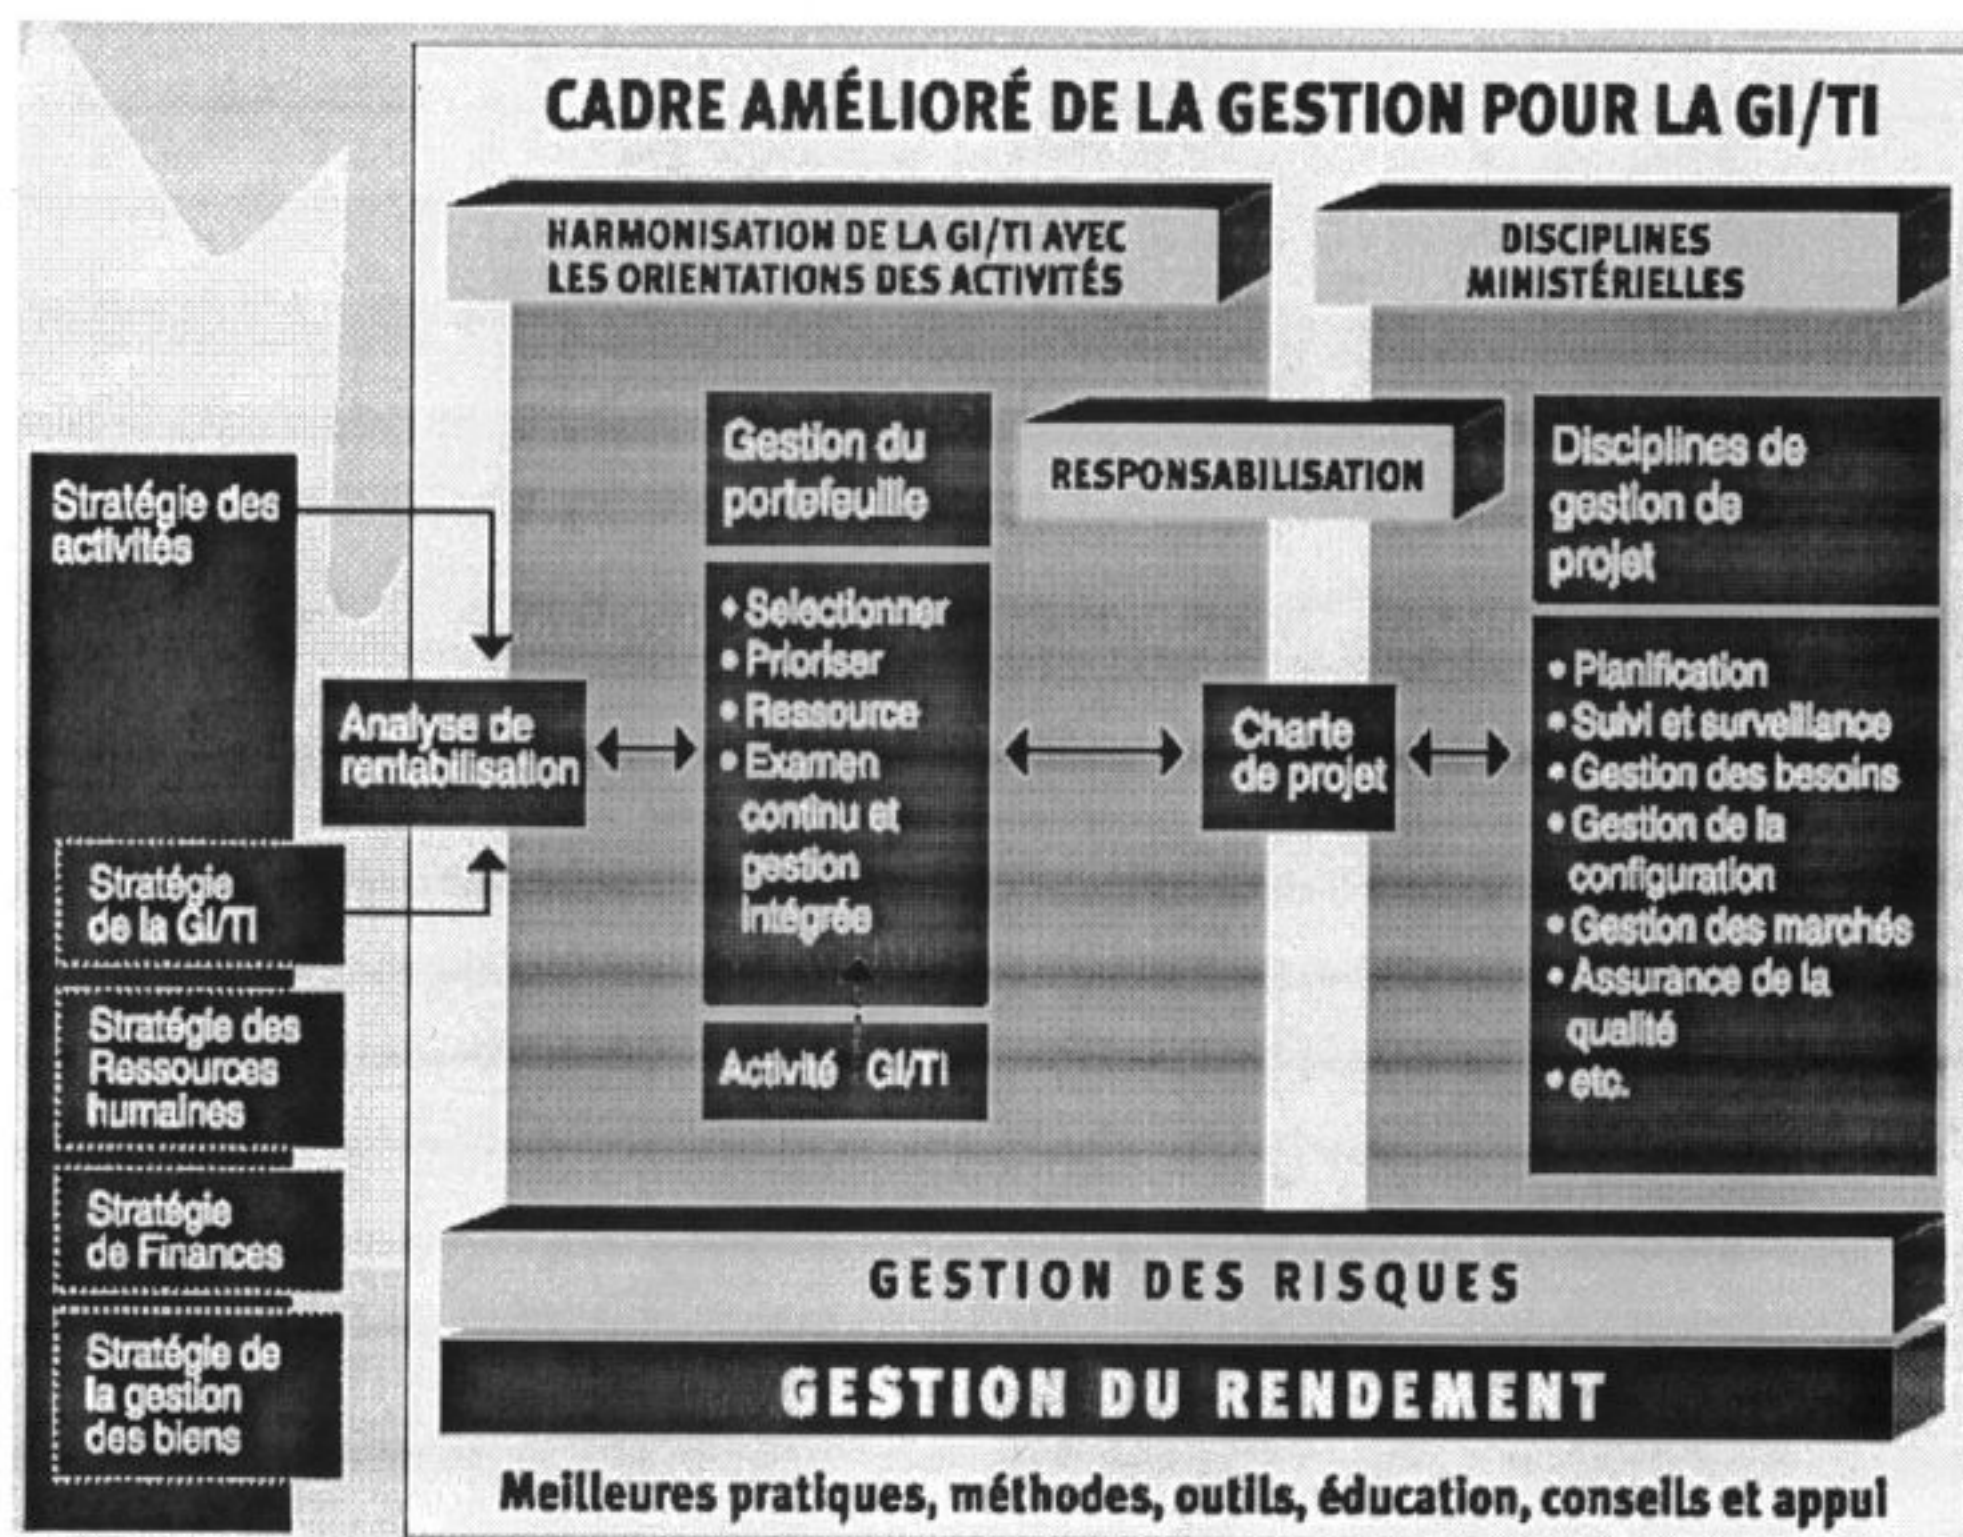 CADRE AMÉLIORÉ DE LA GESTION POUR LA GI/TI
HARMONISATION DE LA GI/TI AVEC
LES ORIENTATIONS DES ACTIVITÉS
DISCIPLINES
MINISTÉRIELLES
Stratégie des
activités
Stratégie
de la GI/TI
Stratégie des
Ressources
humaines
Stratégie
de Finances
Stratégie de
la gestion
des biens
Analyse de
rentabilisation
Gestion du
portefeuille
• Selectionner
• Prioriser
• Ressource
• Examen
continu et
gestion
intégrée
Activité GI/TI
RESPONSABILISATION
Charte
de projet
Disciplines de
gestion de
projet
• Planification
• Suivi et surveillance
• Gestion des besoins
• Gestion de la
configuration
• Gestion des marchés
• Assurance de la
qualité
• etc.
GESTION DES RISQUES
GESTION DU RENDEMENT
Meilleures pratiques, méthodes, outils, éducation, conseils et appui